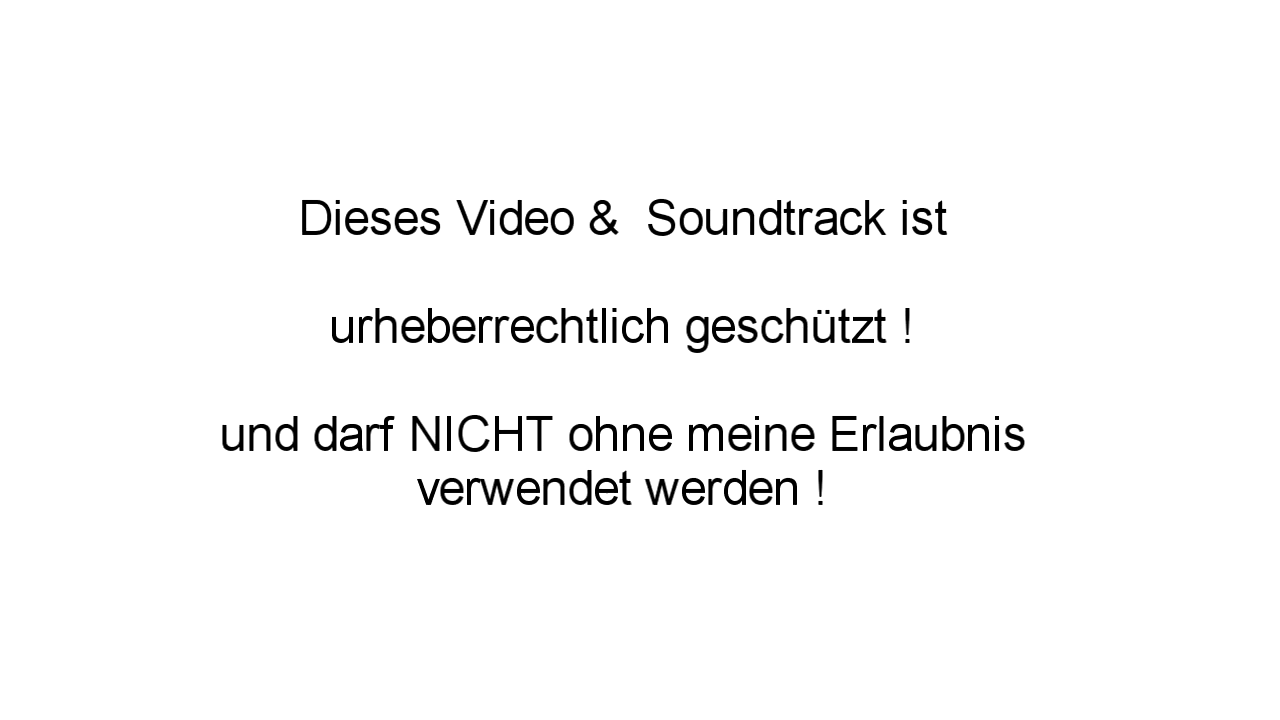 Dieses Video &  Soundtrack ist
urheberrechtlich geschützt !
und darf NICHT ohne meine Erlaubnis
verwendet werden !